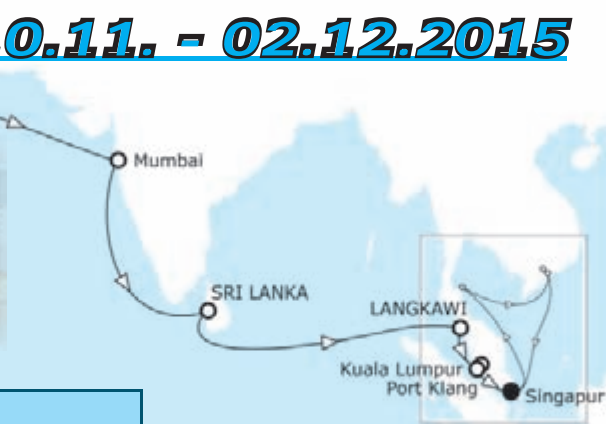 0.11. - 02.12.2015
Mumbai
SRI LANKA
LANGKAWI
Kuala Lumpur
Port Klang
Singapur